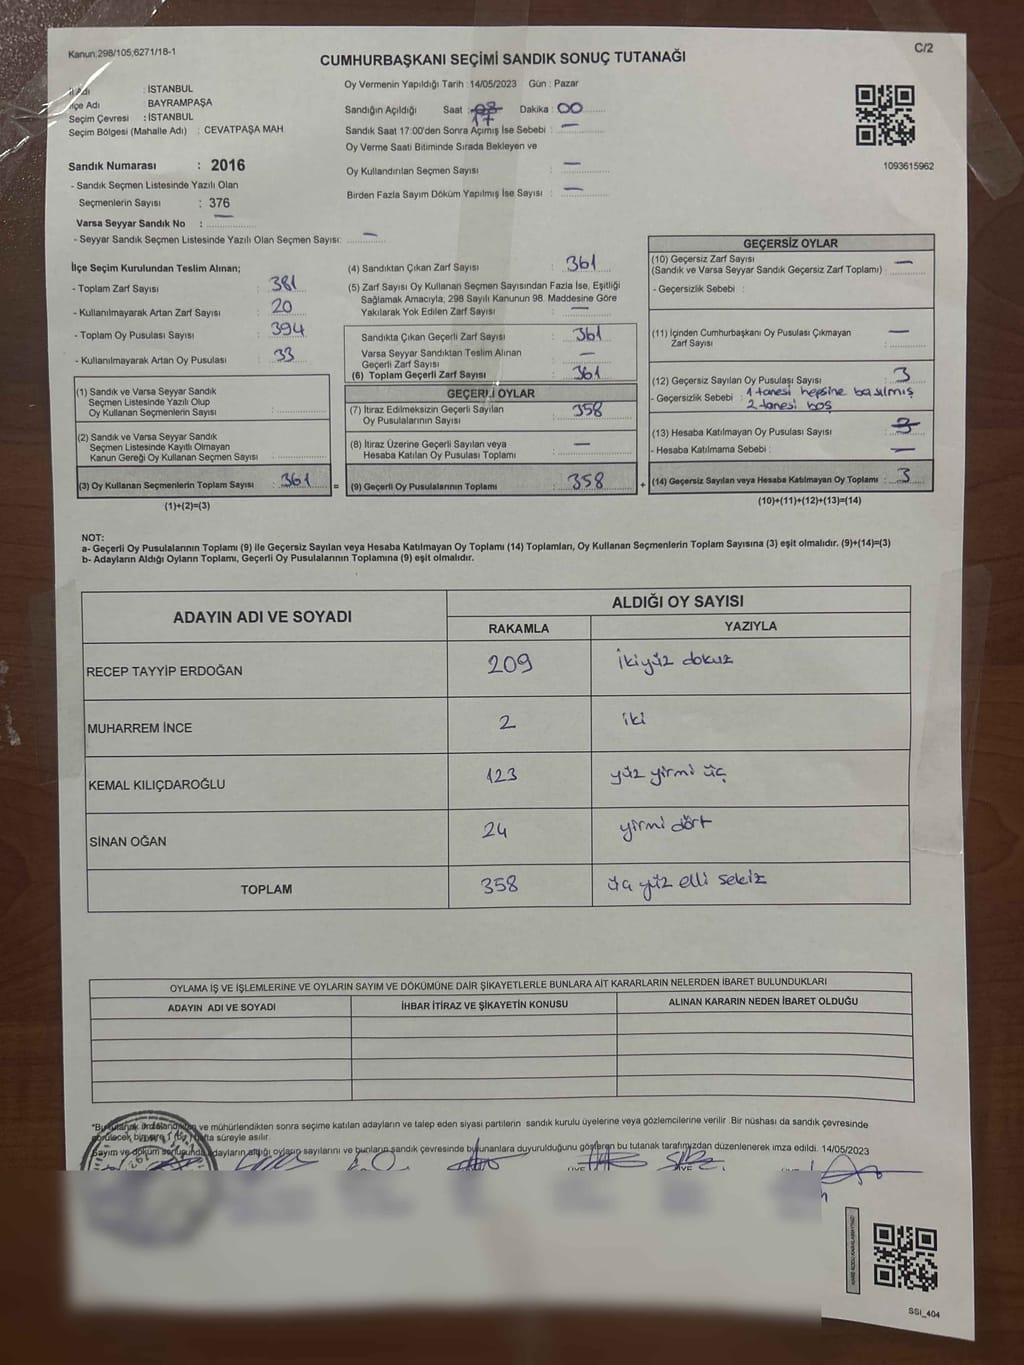 Kanun:298/105,6271/18-1
C/2
CUMHURBAŞKANI SEÇİMİ SANDIK SONUÇ TUTANAĞI
İl Adı : İSTANBUL
İlçe Adı BAYRAMPAŞA
Seçim Çevresi : İSTANBUL
Seçim Bölgesi (Mahalle Adı) : CEVATPAŞA MAH
Sandık Numarası : 2016
- Sandık Seçmen Listesinde Yazılı Olan
Seçmenlerin Sayısı : 376
Varsa Seyyar Sandık No : —
- Seyyar Sandık Seçmen Listesinde Yazılı Olan Seçmen Sayısı: —
Oy Vermenin Yapıldığı Tarih :14/05/2023 Gün : Pazar
Sandığın Açıldığı Saat : 17 Dakika : 00
Sandık Saat 17:00'den Sonra Açımış İse Sebebi : —
Oy Verme Saati Bitiminde Sırada Bekleyen ve
Oy Kullandırılan Seçmen Sayısı : —
Birden Fazla Sayım Döküm Yapılmış İse Sayısı : —
1093615962
İlçe Seçim Kurulundan Teslim Alınan;
- Toplam Zarf Sayısı : 381
- Kullanılmayarak Artan Zarf Sayısı : 20
- Toplam Oy Pusulası Sayısı : 394
- Kullanılmayarak Artan Oy Pusulası : 33
(1) Sandık ve Varsa Seyyar Sandık
Seçmen Listesinde Yazılı Olup
Oy Kullanan Seçmenlerin Sayısı :
(2) Sandık ve Varsa Seyyar Sandık
Seçmen Listesinde Kayıtlı Olmayan
Kanun Gereği Oy Kullanan Seçmen Sayısı :
(3) Oy Kullanan Seçmenlerin Toplam Sayısı : 361
(1)+(2)=(3)
(4) Sandıktan Çıkan Zarf Sayısı : 361
(5) Zarf Sayısı Oy Kullanan Seçmen Sayısından Fazla İse, Eşitliği
Sağlamak Amacıyla, 298 Sayılı Kanunun 98. Maddesine Göre
Yakılarak Yok Edilen Zarf Sayısı : —
Sandıkta Çıkan Geçerli Zarf Sayısı : 361
Varsa Seyyar Sandıktan Teslim Alınan
Geçerli Zarf Sayısı : —
(6) Toplam Geçerli Zarf Sayısı : 361
GEÇERLİ OYLAR
(7) İtiraz Edilmeksizin Geçerli Sayılan
Oy Pusulalarının Sayısı : 358
(8) İtiraz Üzerine Geçerli Sayılan veya
Hesaba Katılan Oy Pusulası Toplamı : —
= (9) Geçerli Oy Pusulalarının Toplamı : 358 +
GEÇERSİZ OYLAR
(10) Geçersiz Zarf Sayısı
(Sandık ve Varsa Seyyar Sandık Geçersiz Zarf Toplamı) : —
- Geçersizlik Sebebi :
(11) İçinden Cumhurbaşkanı Oy Pusulası Çıkmayan
Zarf Sayısı : —
(12) Geçersiz Sayılan Oy Pusulası Sayısı : 3
- Geçersizlik Sebebi : 1 tanesi hepsine basılmış
2 tanesi boş
(13) Hesaba Katılmayan Oy Pusulası Sayısı : 3
- Hesaba Katılmama Sebebi : —
(14) Geçersiz Sayılan veya Hesaba Katılmayan Oy Toplamı : 3
(10)+(11)+(12)+(13)=(14)
NOT:
a- Geçerli Oy Pusulalarının Toplamı (9) ile Geçersiz Sayılan veya Hesaba Katılmayan Oy Toplamı (14) Toplamları, Oy Kullanan Seçmenlerin Toplam Sayısına (3) eşit olmalıdır. (9)+(14)=(3)
b- Adayların Aldığı Oyların Toplamı, Geçerli Oy Pusulalarının Toplamına (9) eşit olmalıdır.
ADAYIN ADI VE SOYADI
ALDIĞI OY SAYISI
RAKAMLA YAZIYLA
RECEP TAYYİP ERDOĞAN 209 ikiyüz dokuz
MUHARREM İNCE 2 iki
KEMAL KILIÇDAROĞLU 123 yüz yirmi üç
SİNAN OĞAN 24 yirmi dört
TOPLAM 358 üç yüz elli sekiz
OYLAMA İŞ VE İŞLEMLERİNE VE OYLARIN SAYIM VE DÖKÜMÜNE DAİR ŞİKAYETLERLE BUNLARA AİT KARARLARIN NELERDEN İBARET BULUNDUKLARI
ADAYIN ADI VE SOYADI İHBAR İTİRAZ VE ŞİKAYETİN KONUSU ALINAN KARARIN NEDEN İBARET OLDUĞU
ve mühürlendikten sonra seçime katılan adayların ve talep eden siyasi partilerin sandık kurulu üyelerine veya gözlemcilerine verilir. Bir nüshası da sandık çevresinde
hafta süreyle asılır.
Sayım ve döküm sonucunda adayların aldığı oyların sayılarını ve bunların sandık çevresinde bulunanlara duyurulduğunu gösteren bu tutanak tarafımızdan düzenlenerek imza edildi. 14/05/2023
SSI_404